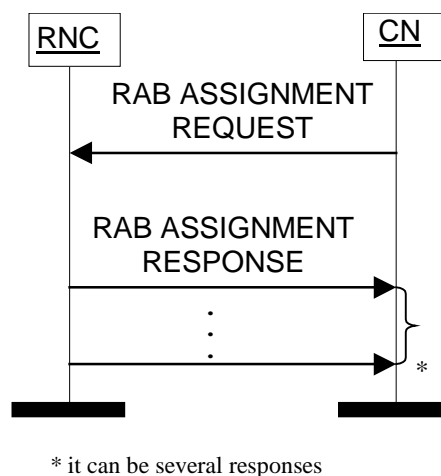 RNC
CN
RAB ASSIGNMENT
REQUEST
RAB ASSIGNMENT
RESPONSE
*
* it can be several responses